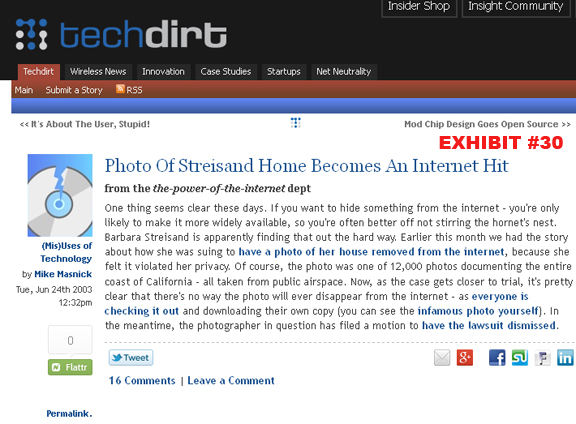 Insider Shop Insight Community
techdirt
Techdirt Wireless News Innovation Case Studies Startups Net Neutrality
Main Submit a Story RSS
<< It's About The User, Stupid! Mod Chip Design Goes Open Source >>
EXHIBIT #30
Photo Of Streisand Home Becomes An Internet Hit
from the the-power-of-the-internet dept
(Mis)Uses of
Technology
by Mike Masnick
Tue, Jun 24th 2003
12:32pm
0
Flattr
Permalink.
One thing seems clear these days. If you want to hide something from the internet - you're only
likely to make it more widely available, so you're often better off not stirring the hornet's nest.
Barbara Streisand is apparently finding that out the hard way. Earlier this month we had the story
about how she was suing to have a photo of her house removed from the internet, because she
felt it violated her privacy. Of course, the photo was one of 12,000 photos documenting the entire
coast of California - all taken from public airspace. Now, as the case gets closer to trial, it's pretty
clear that there's no way the photo will ever disappear from the internet - as everyone is
checking it out and downloading their own copy (you can see the infamous photo yourself). In
the meantime, the photographer in question has filed a motion to have the lawsuit dismissed.
Tweet
16 Comments | Leave a Comment